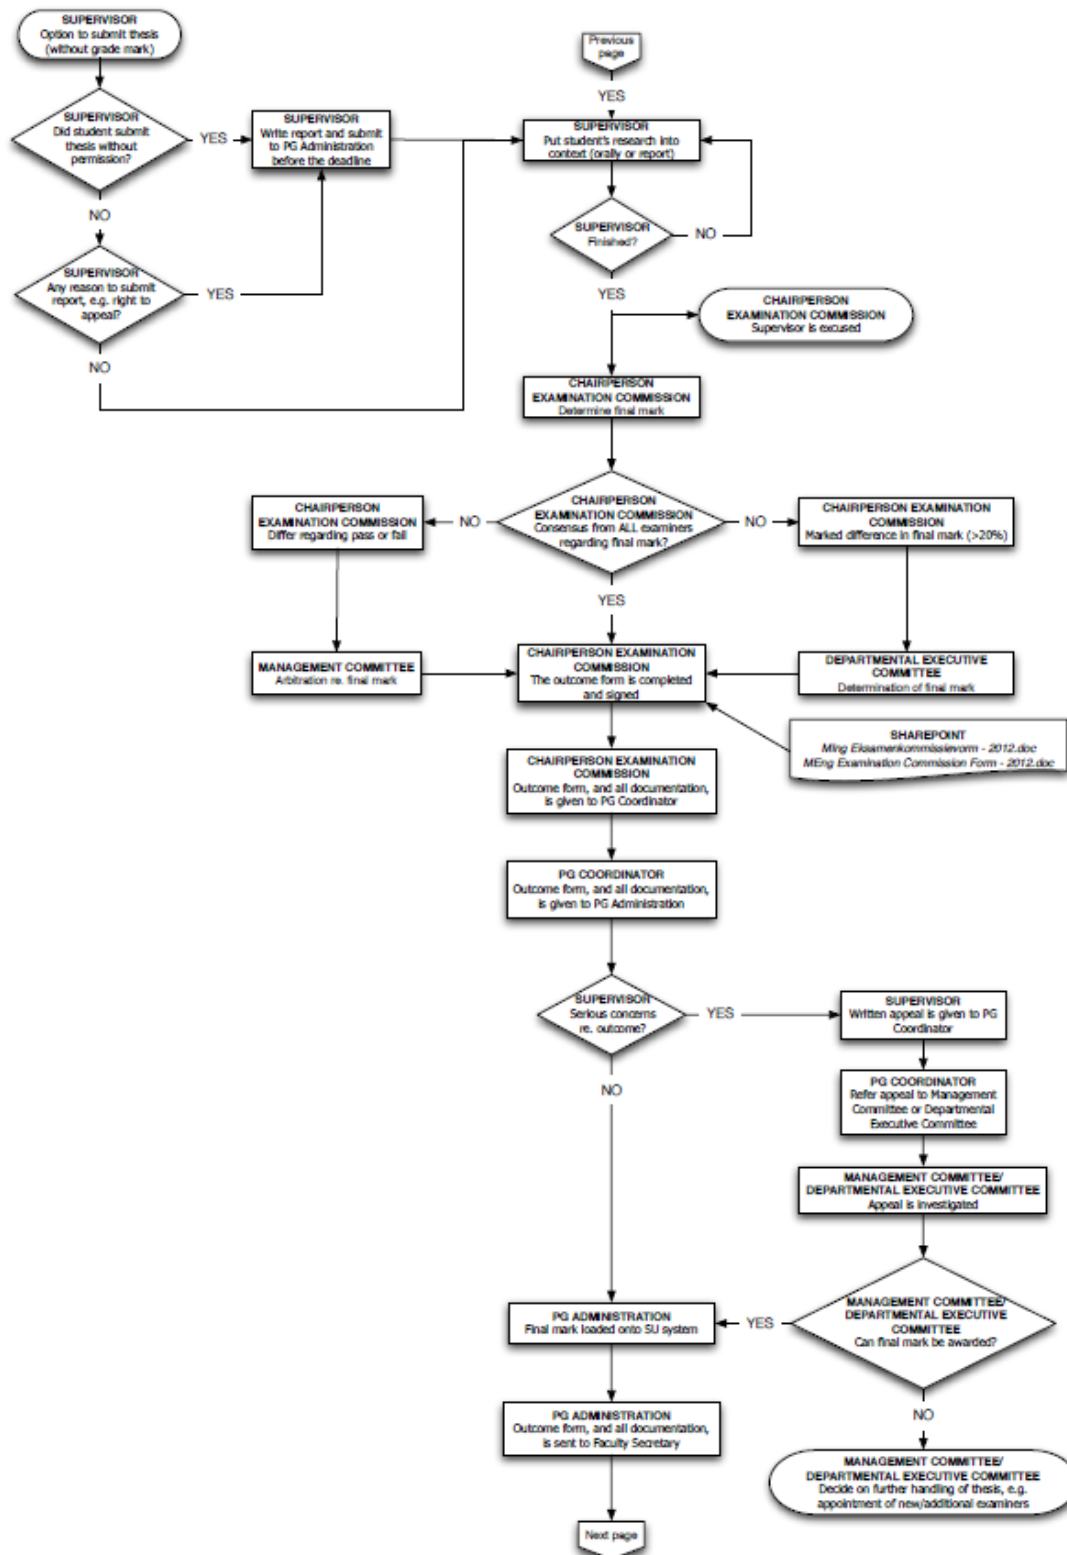 SUPERVISOR
Option to submit thesis
(without grade mark)
Previous
page
YES
SUPERVISOR
Did student submit
thesis without
permission?
YES
SUPERVISOR
Write report and submit
to PG Administration
before the deadline
SUPERVISOR
Put student's research into
context (orally or report)
NO
SUPERVISOR
Finished?
NO
SUPERVISOR
Any reason to submit
report, e.g. right to
appeal?
YES
YES
CHAIRPERSON
EXAMINATION COMMISSION
Supervisor is excused
NO
CHAIRPERSON
EXAMINATION COMMISSION
Determine final mark
CHAIRPERSON
EXAMINATION COMMISSION
Differ regarding pass or fail
NO
CHAIRPERSON
EXAMINATION COMMISSION
Consensus from ALL examiners
regarding final mark?
NO
CHAIRPERSON EXAMINATION
COMMISSION
Marked difference in final mark (>20%)
YES
MANAGEMENT COMMITTEE
Arbitration re. final mark
CHAIRPERSON EXAMINATION
COMMISSION
The outcome form is completed
and signed
DEPARTMENTAL EXECUTIVE
COMMITTEE
Determination of final mark
SHAREPOINT
MIng Eksamenkommissievorm - 2012.doc
MEng Examination Commission Form - 2012.doc
CHAIRPERSON EXAMINATION
COMMISSION
Outcome form, and all documentation,
is given to PG Coordinator
PG COORDINATOR
Outcome form, and all documentation,
is given to PG Administration
SUPERVISOR
Serious concerns
re. outcome?
YES
SUPERVISOR
Written appeal is given to PG
Coordinator
NO
PG COORDINATOR
Refer appeal to Management
Committee or Departmental
Executive Committee
MANAGEMENT COMMITTEE/
DEPARTMENTAL EXECUTIVE COMMITTEE
Appeal is investigated
MANAGEMENT COMMITTEE/
DEPARTMENTAL EXECUTIVE
COMMITTEE
Can final mark be awarded?
YES
PG ADMINISTRATION
Final mark loaded onto SU system
PG ADMINISTRATION
Outcome form, and all documentation,
is sent to Faculty Secretary
NO
MANAGEMENT COMMITTEE/
DEPARTMENTAL EXECUTIVE COMMITTEE
Decide on further handling of thesis, e.g.
appointment of new/additional examiners
Next page